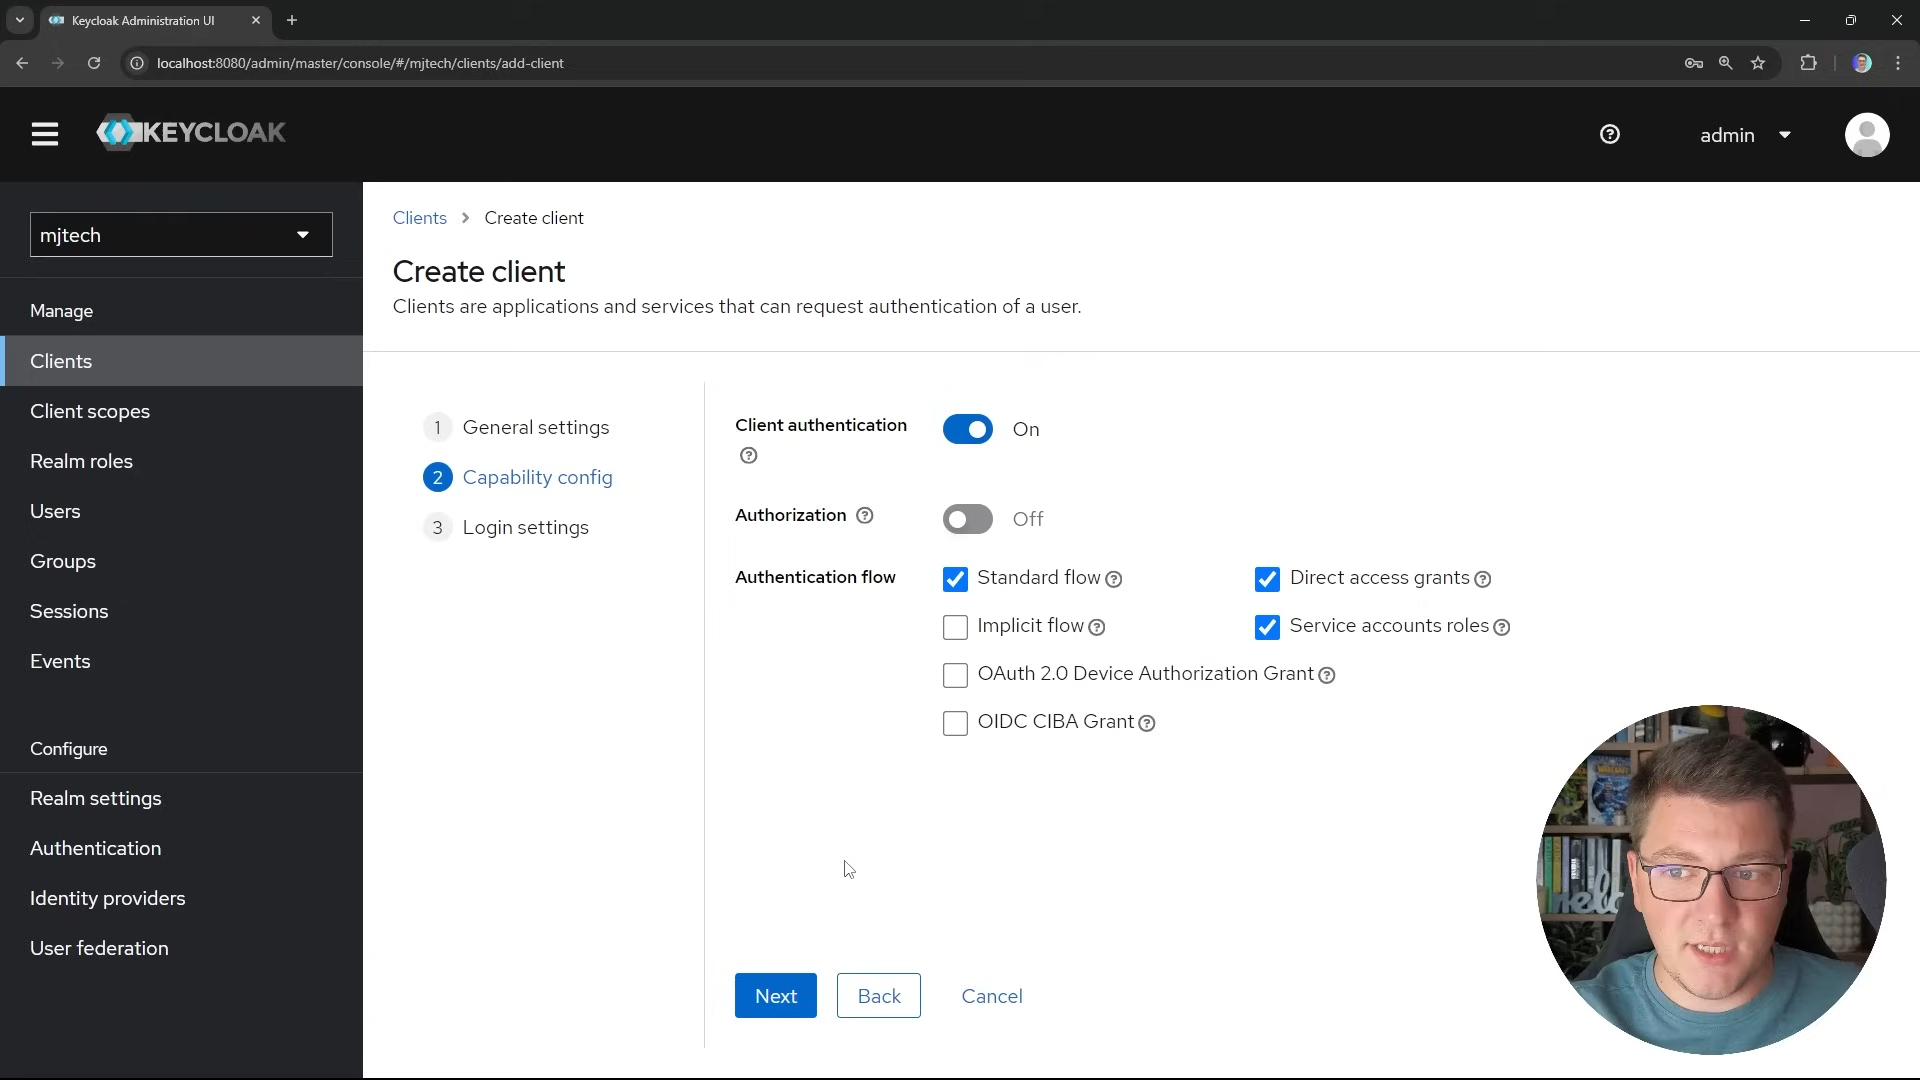 Keycloak Administration UI
localhost:8080/admin/master/console/#/mjtech/clients/add-client
KEYCLOAK
admin
mjtech
Manage
Clients
Client scopes
Realm roles
Users
Groups
Sessions
Events
Configure
Realm settings
Authentication
Identity providers
User federation
Clients > Create client
Create client
Clients are applications and services that can request authentication of a user.
1 General settings
2 Capability config
3 Login settings
Client authentication On
Authorization Off
Authentication flow
Standard flow
Direct access grants
Implicit flow
Service accounts roles
OAuth 2.0 Device Authorization Grant
OIDC CIBA Grant
Next
Back
Cancel